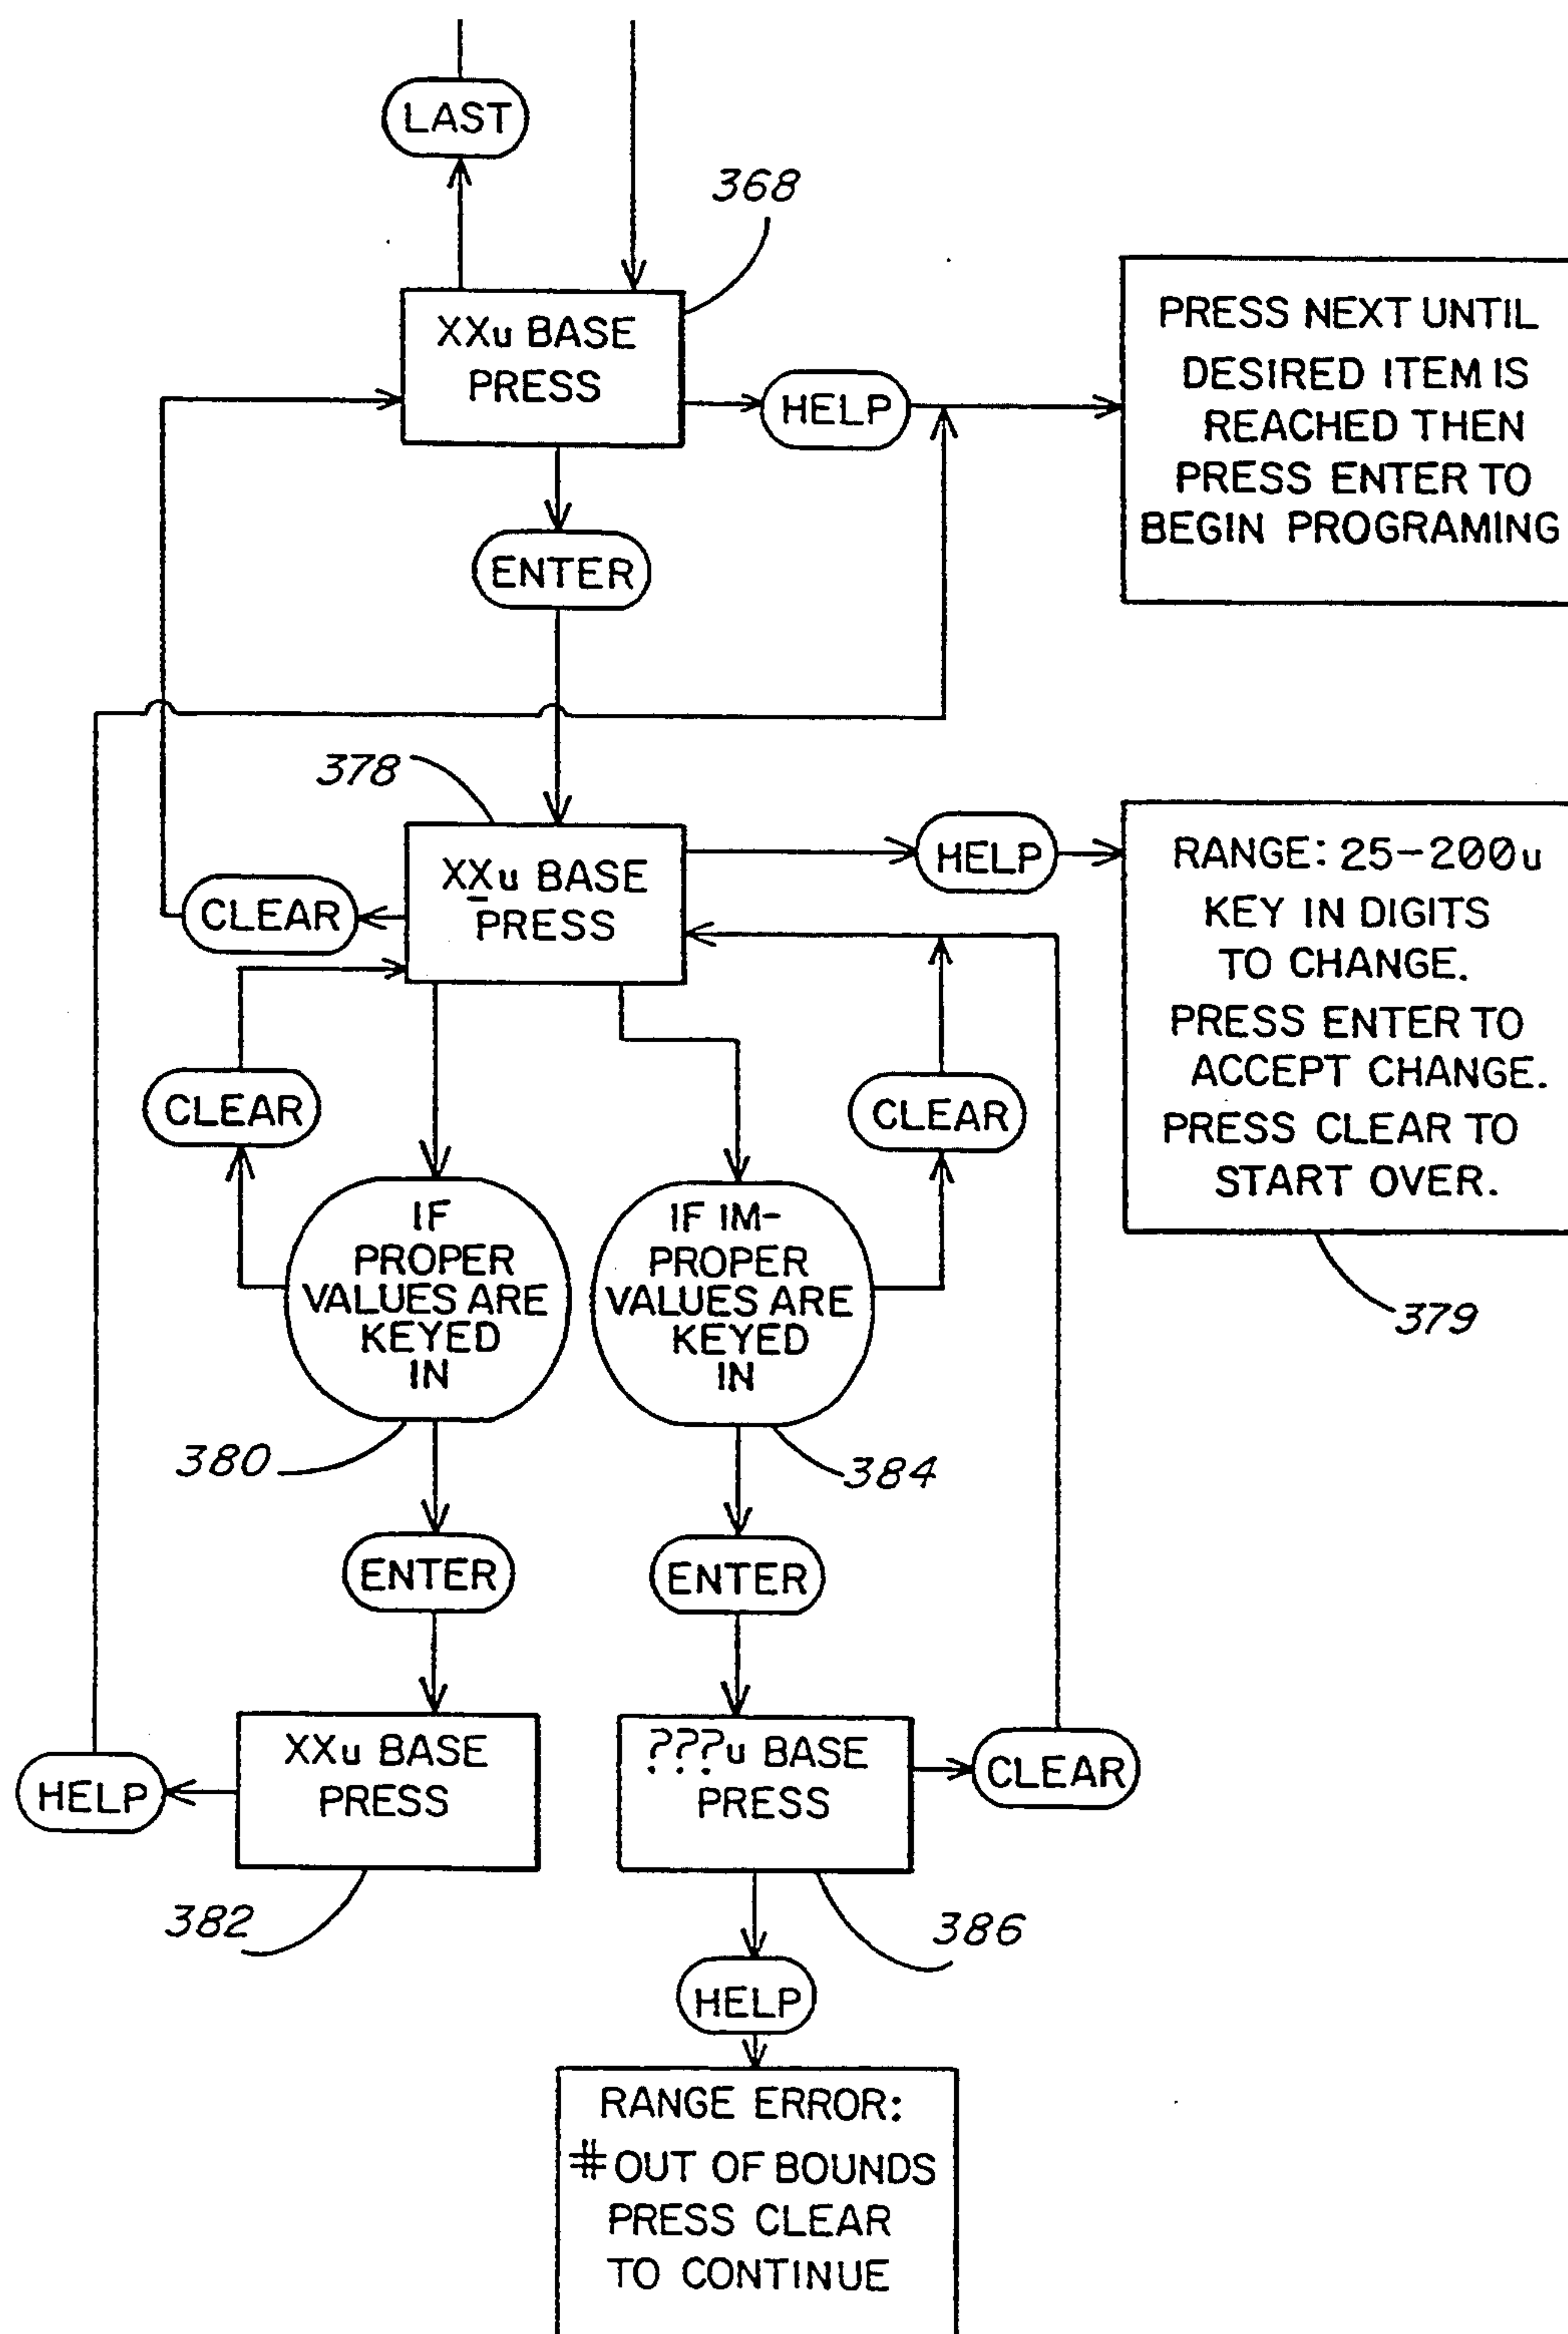 LAST
368
XXu BASE
PRESS
HELP
PRESS NEXT UNTIL
DESIRED ITEM IS
REACHED THEN
PRESS ENTER TO
BEGIN PROGRAMING
ENTER
378
XXu BASE
PRESS
HELP
RANGE: 25-200u
KEY IN DIGITS
TO CHANGE.
PRESS ENTER TO
ACCEPT CHANGE.
PRESS CLEAR TO
START OVER.
379
CLEAR
CLEAR
CLEAR
IF
PROPER
VALUES ARE
KEYED
IN
380
IF IM-
PROPER
VALUES ARE
KEYED
IN
384
ENTER
ENTER
HELP
XXu BASE
PRESS
382
???u BASE
PRESS
386
CLEAR
HELP
RANGE ERROR:
#OUT OF BOUNDS
PRESS CLEAR
TO CONTINUE